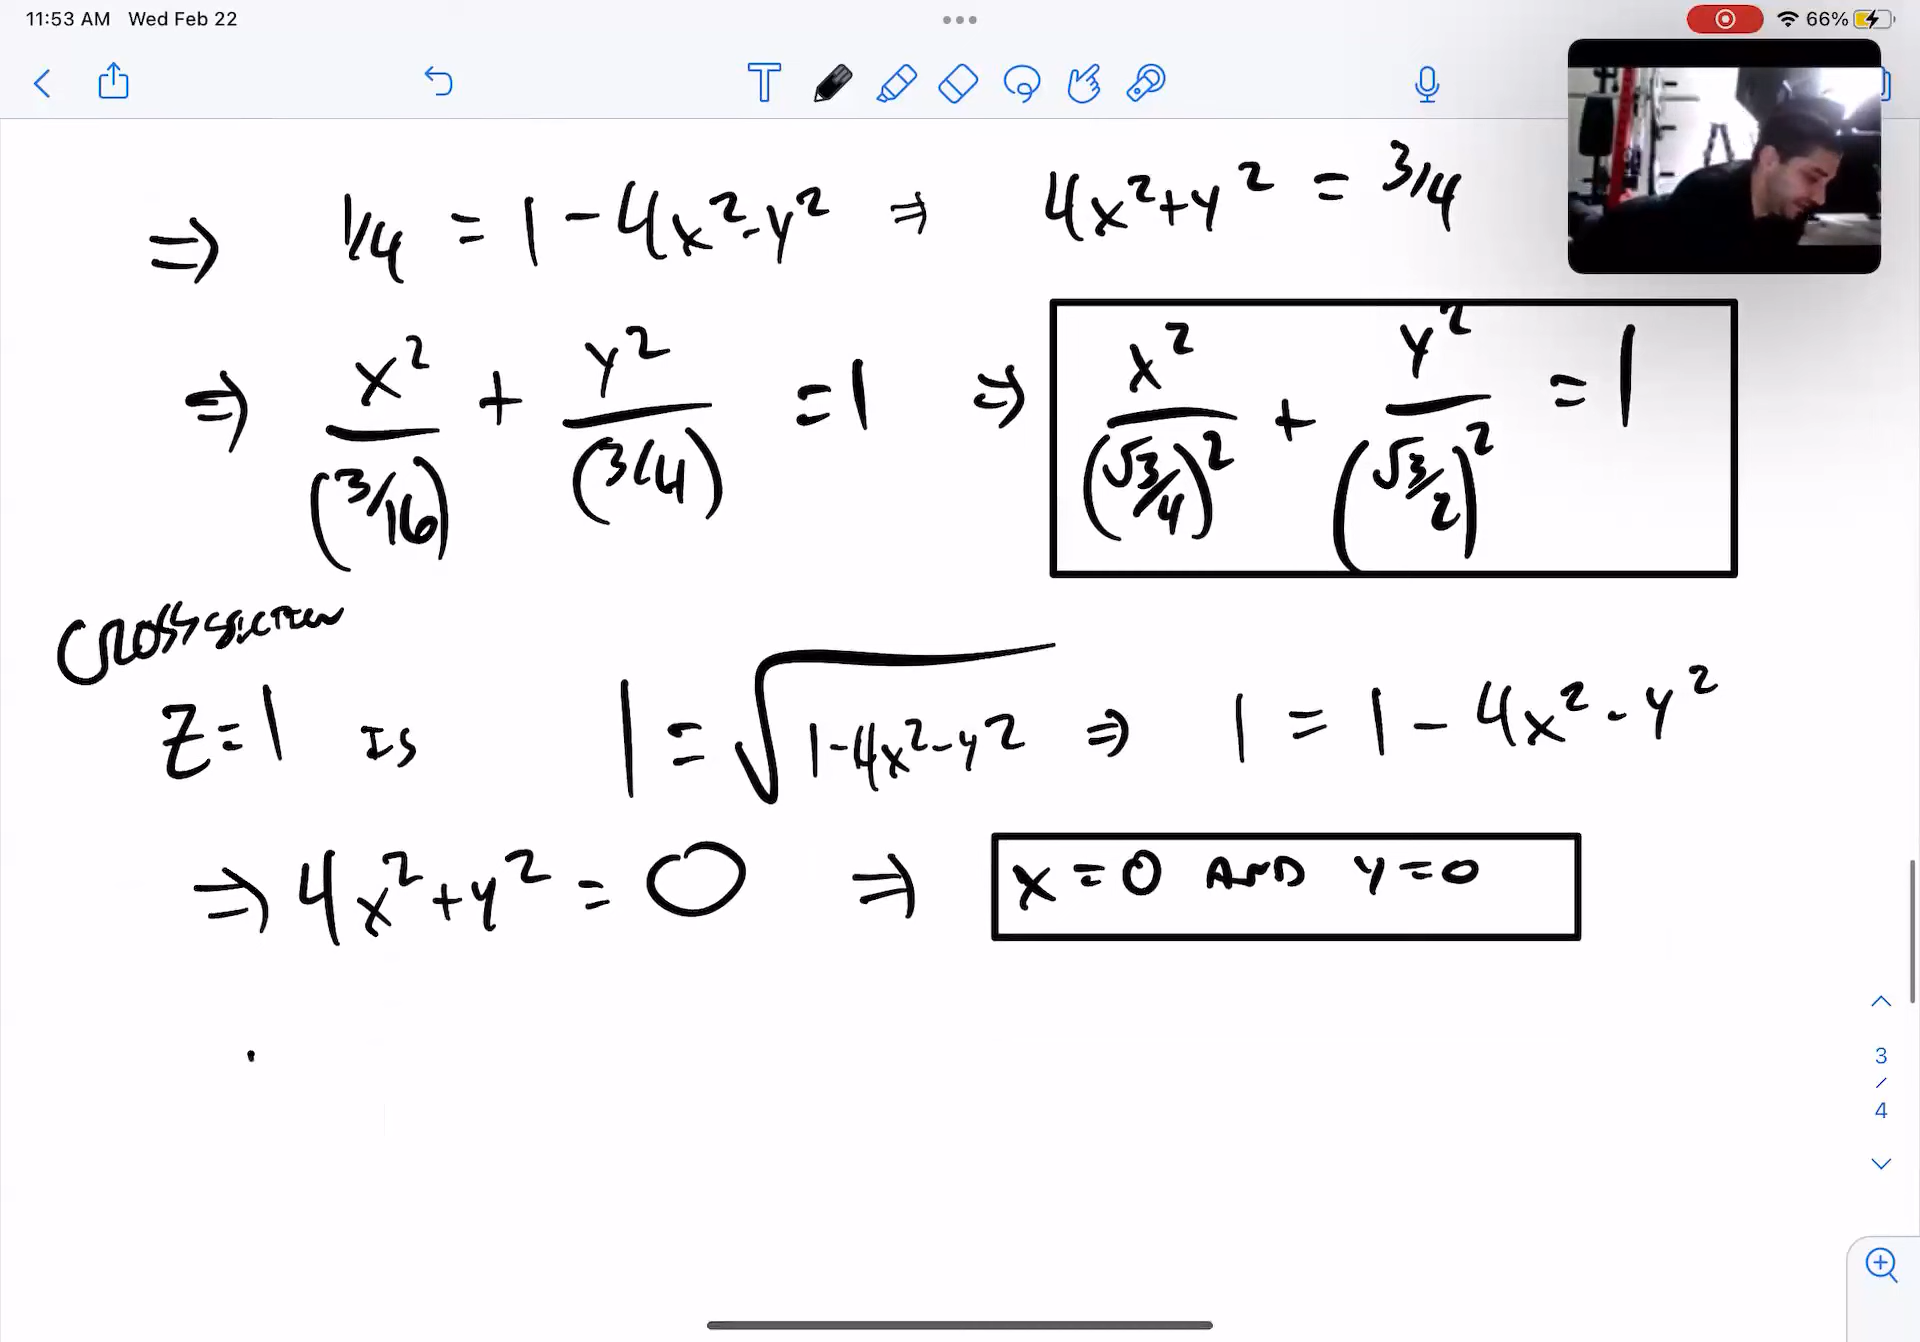 11:53 AM Wed Feb 22
66%
⇒ 1/4 = 1 - 4x² - y² ⇒ 4x² + y² = 3/4
⇒ x²/(3/16) + y²/(3/4) = 1 ⇒ x²/(√3/4)² + y²/(√3/2)² = 1
CROSS SECTION
Z = 1 IS 1 = √(1-4x²-y²) ⇒ 1 = 1 - 4x² - y²
⇒ 4x² + y² = 0 ⇒ x = 0 AND y = 0
3
/
4